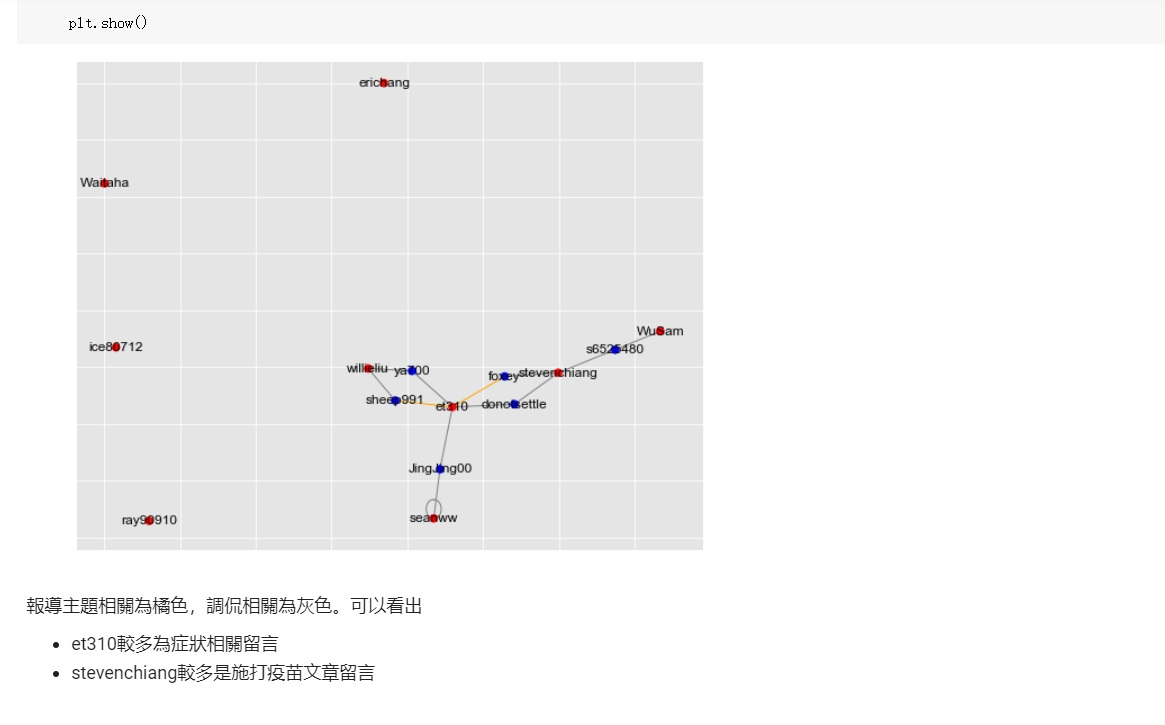 plt.show()
erichang
Waitaha
ice80712
WuSam
s6525480
willieliu
ya700
foxey
stevenchiang
sheep991
et310
donotsettle
JingJing00
seanww
ray90910
報導主題相關為橘色，調侃相關為灰色。可以看出
et310較多為症狀相關留言
stevenchiang較多是施打疫苗文章留言